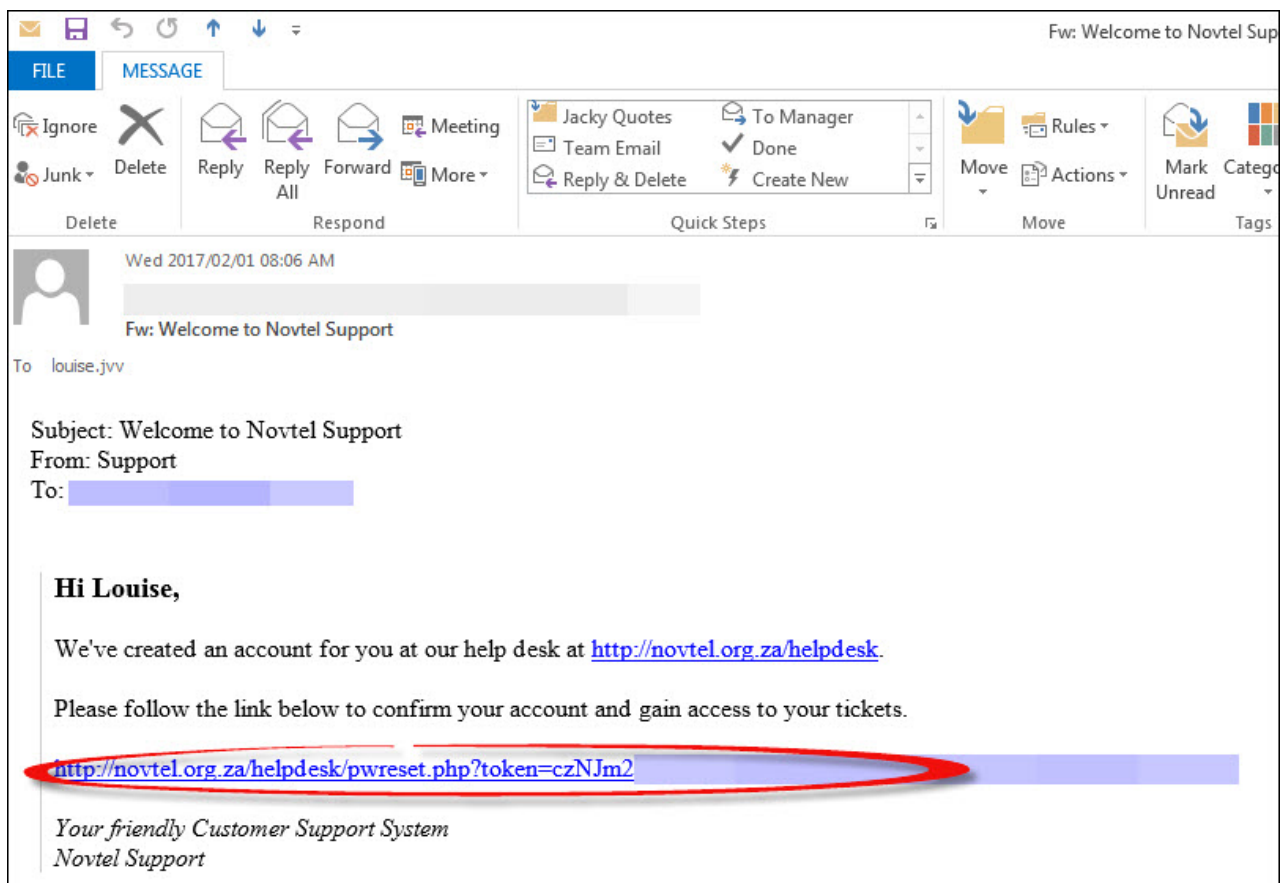 Fw: Welcome to Novtel Sup
FILE MESSAGE
Ignore
Junk
Delete
Reply
Reply All
Forward
Meeting
More
Jacky Quotes
Team Email
Reply & Delete
To Manager
Done
Create New
Move
Rules
Actions
Mark Unread
Catego
Delete Respond Quick Steps Move Tags
Wed 2017/02/01 08:06 AM
Fw: Welcome to Novtel Support
To louise.jvv
Subject: Welcome to Novtel Support
From: Support
To:
Hi Louise,
We've created an account for you at our help desk at http://novtel.org.za/helpdesk.
Please follow the link below to confirm your account and gain access to your tickets.
http://novtel.org.za/helpdesk/pwreset.php?token=czNJm2
Your friendly Customer Support System
Novtel Support